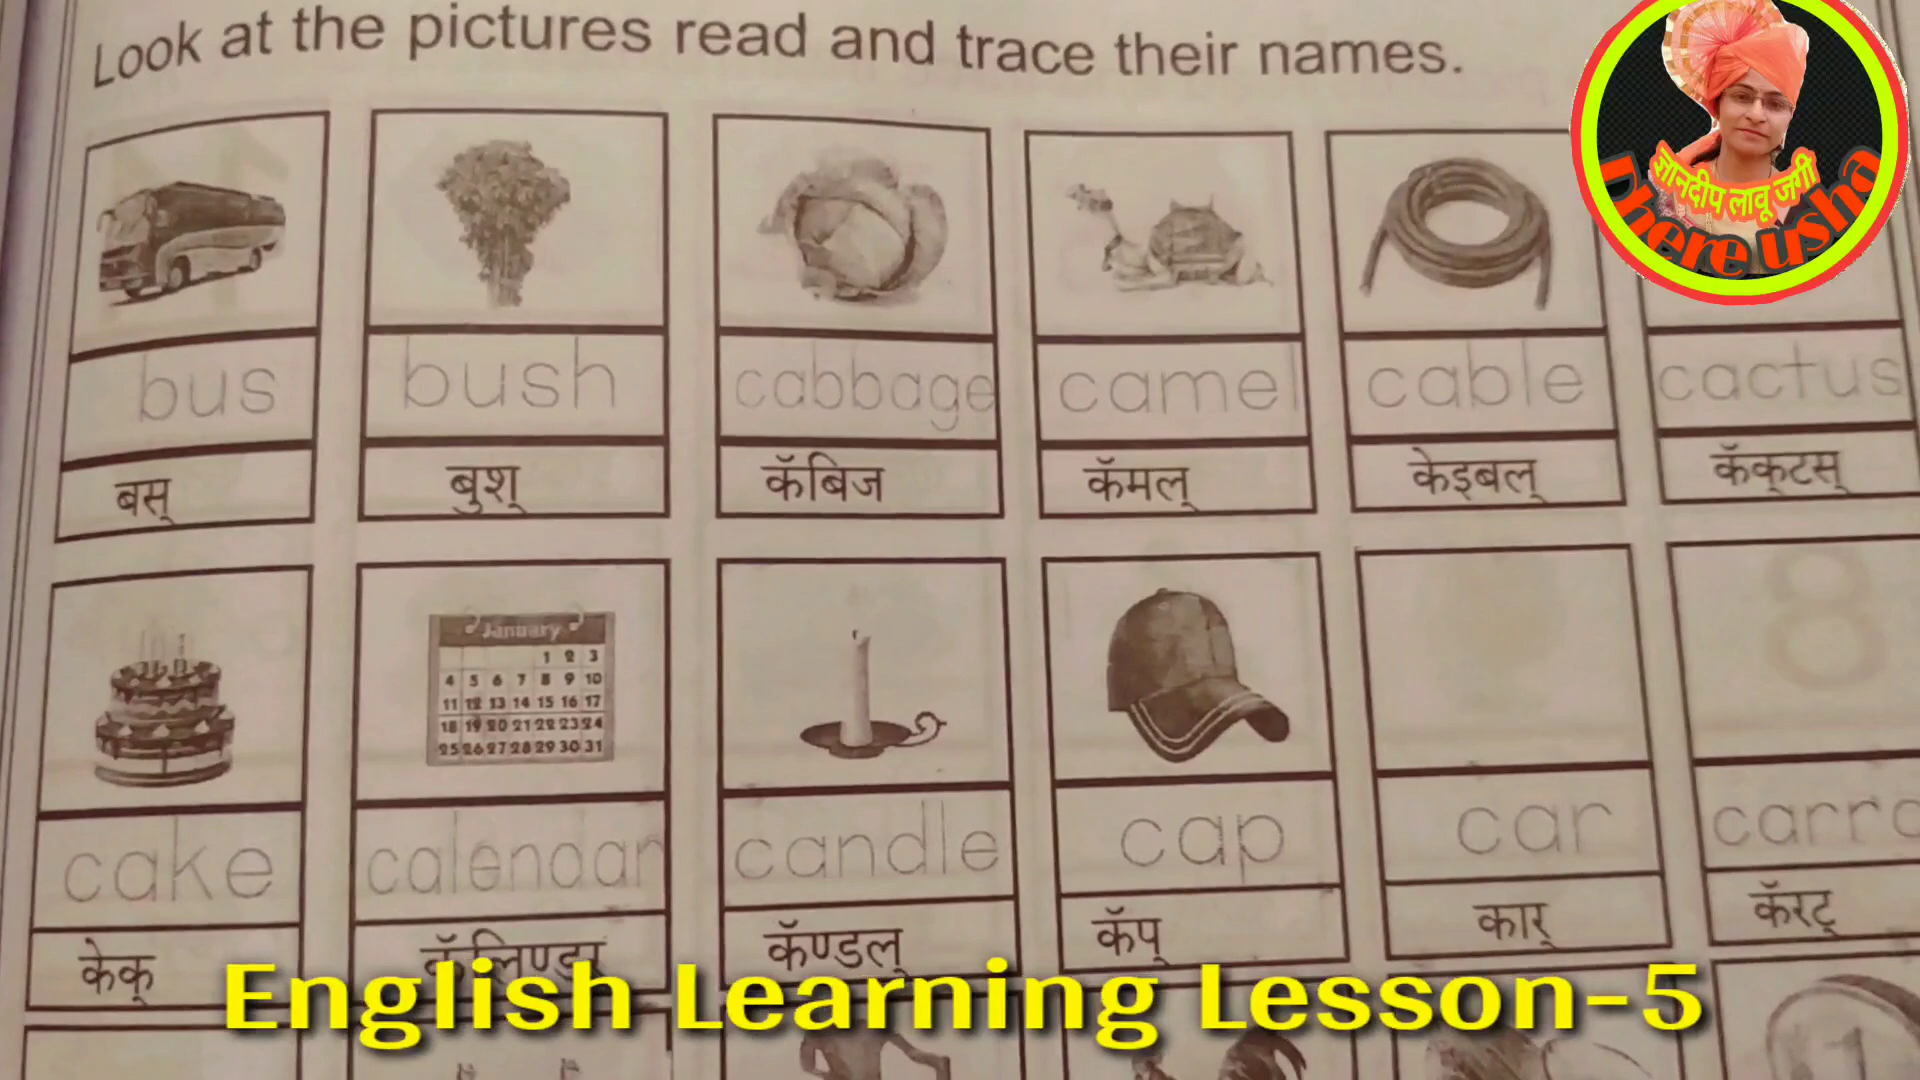 Look at the pictures read and trace their names.
ज्ञानदीप लावू जगी
Dhere usha
bus bush cabbage camel cable cactus
बस् बुश् कॅबिज कॅमल् केइबल् कॅक्टस्
January
1 2 3
4 5 6 7 8 9 10
11 12 13 14 15 16 17
18 19 20 21 22 23 24
25 26 27 28 29 30 31
8
cake calendar candle cap car carro
केक् कॅलिण्डा कॅण्डल् कॅप् कार् कॅरट्
English Learning Lesson-5
1